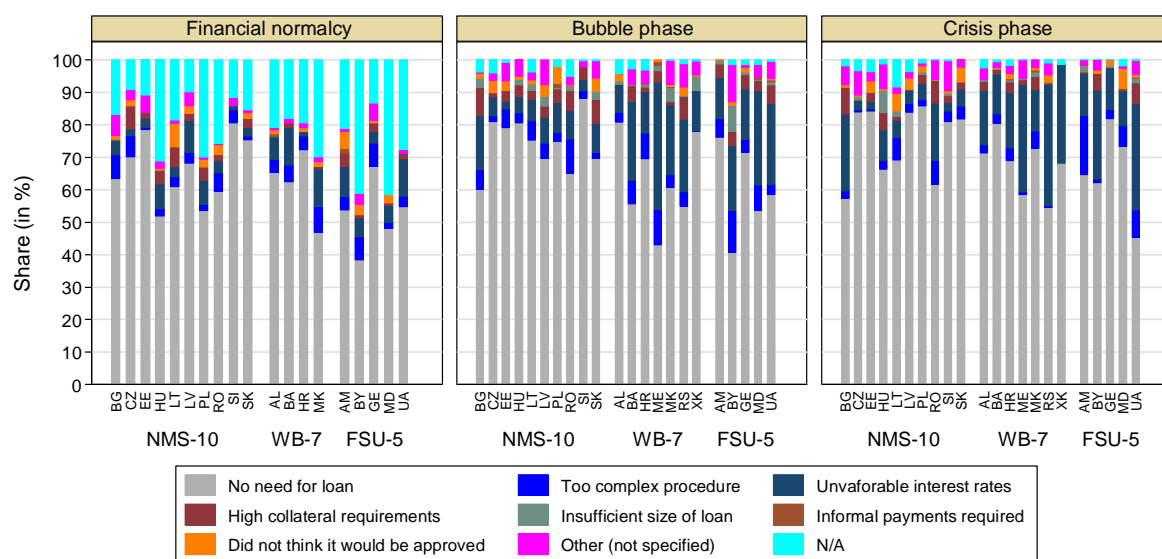 Financial normalcy
Bubble phase
Crisis phase
Share (in %)
100
90
80
70
60
50
40
30
20
10
0
BG CZ EE HU LT LV PL RO SI SK AL BA HR MK AM BY GE MD UA
BG CZ EE HU LT LV PL RO SI SK AL BA HR ME MK RS XK AM BY GE MD UA
BG CZ EE HU LT LV PL RO SI SK AL BA HR ME MK RS XK AM BY GE MD UA
NMS-10 WB-7 FSU-5
NMS-10 WB-7 FSU-5
NMS-10 WB-7 FSU-5
No need for loan
Too complex procedure
Unvaforable interest rates
High collateral requirements
Insufficient size of loan
Informal payments required
Did not think it would be approved
Other (not specified)
N/A